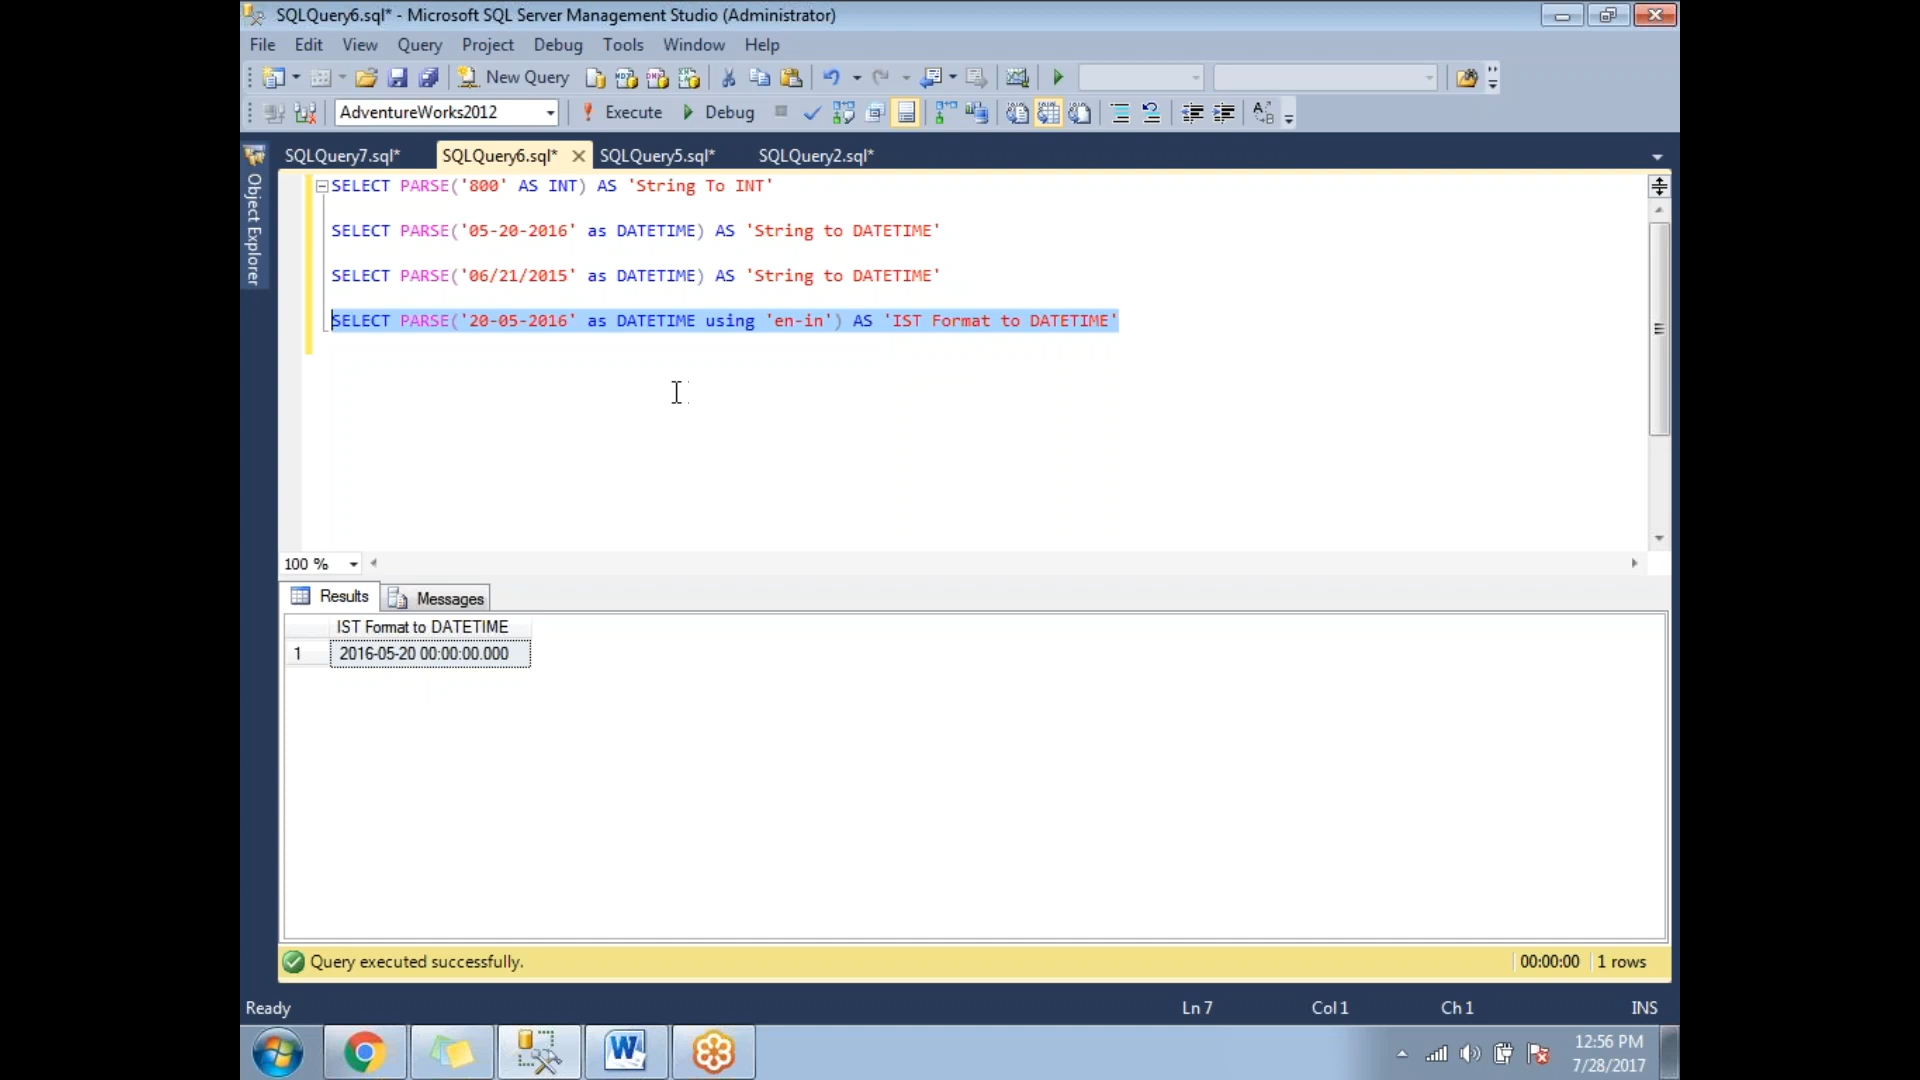 SQLQuery6.sql* - Microsoft SQL Server Management Studio (Administrator)
File Edit View Query Project Debug Tools Window Help
New Query
AdventureWorks2012 Execute Debug
SQLQuery7.sql* SQLQuery6.sql* SQLQuery5.sql* SQLQuery2.sql*
Object Explorer
SELECT PARSE('800' AS INT) AS 'String To INT'
SELECT PARSE('05-20-2016' as DATETIME) AS 'String to DATETIME'
SELECT PARSE('06/21/2015' as DATETIME) AS 'String to DATETIME'
SELECT PARSE('20-05-2016' as DATETIME using 'en-in') AS 'IST Format to DATETIME'
100 %
Results Messages
IST Format to DATETIME
1 2016-05-20 00:00:00.000
Query executed successfully. 00:00:00 1 rows
Ready Ln 7 Col 1 Ch 1 INS
12:56 PM
7/28/2017